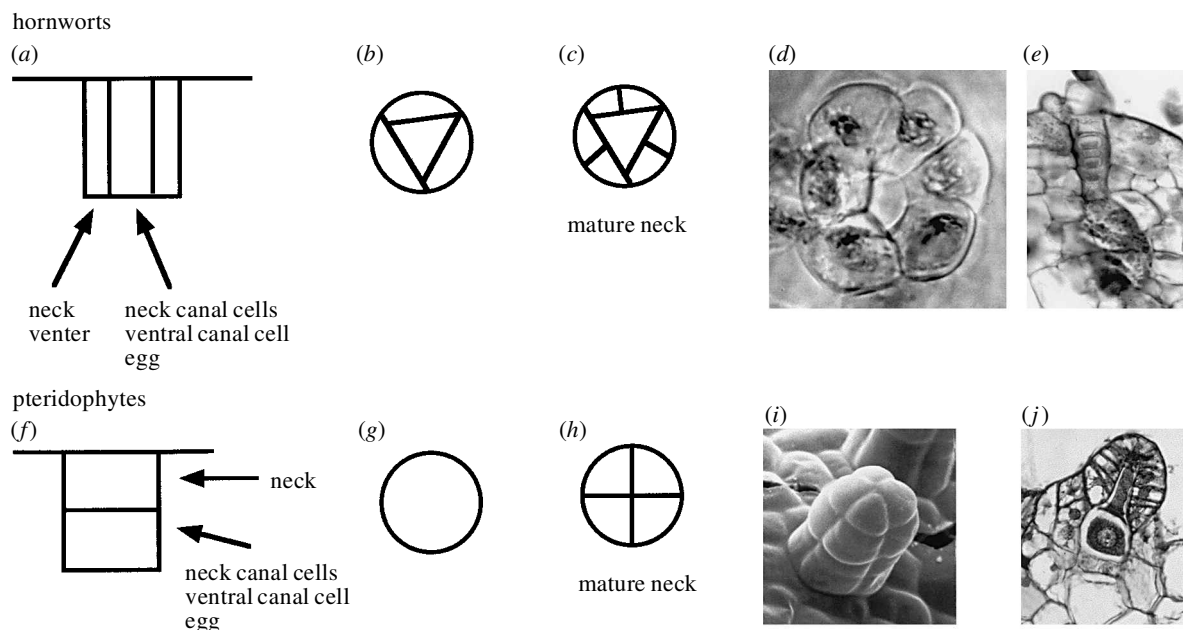 hornworts
(a)
(b)
(c)
(d)
(e)
mature neck
neck
venter
neck canal cells
ventral canal cell
egg
pteridophytes
(f)
(g)
(h)
(i)
(j)
neck
neck canal cells
ventral canal cell
egg
mature neck